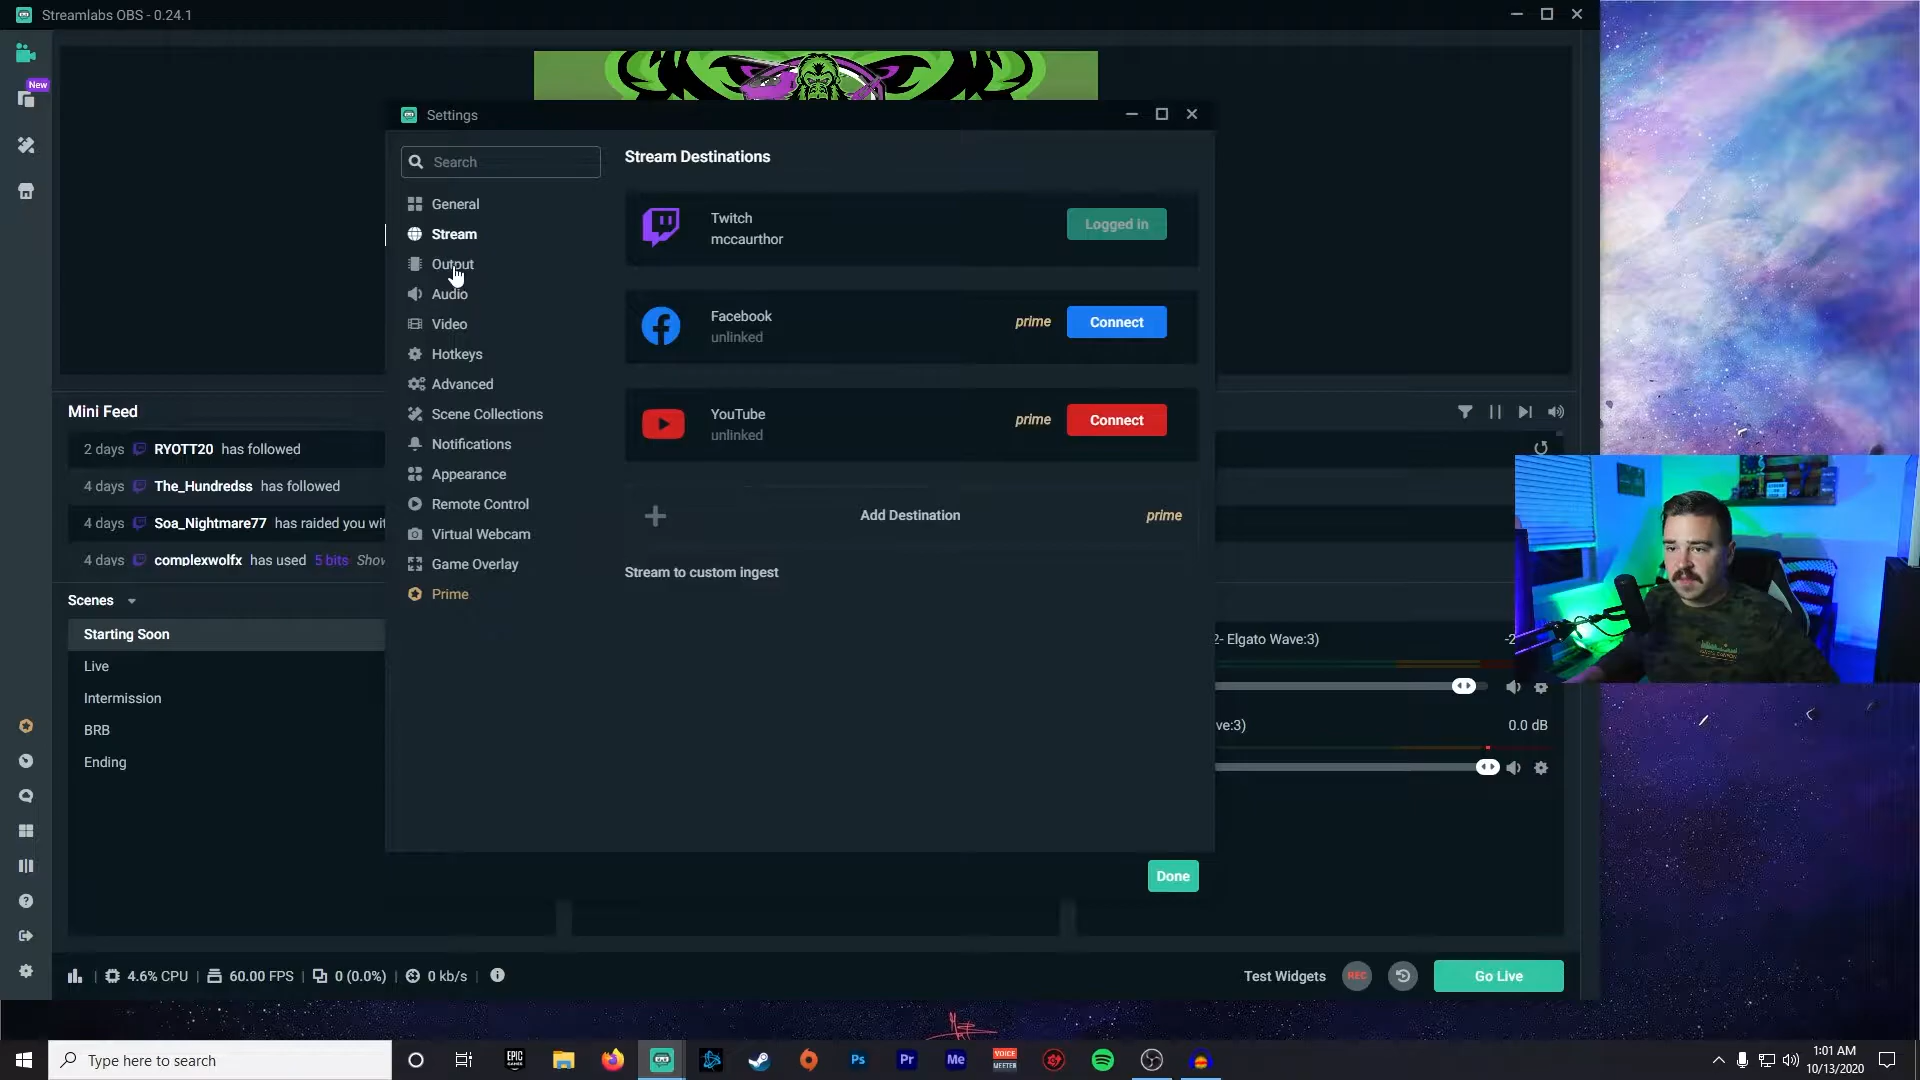 Streamlabs OBS - 0.24.1
New
Settings
Search
General
Stream
Output
Audio
Video
Hotkeys
Advanced
Scene Collections
Notifications
Appearance
Remote Control
Virtual Webcam
Game Overlay
Prime
Stream Destinations
Twitch
mccaurthor
Logged in
Facebook
unlinked
prime
Connect
YouTube
unlinked
prime
Connect
Add Destination
prime
Stream to custom ingest
Done
Mini Feed
2 days RYOTT20 has followed
4 days The_Hundredss has followed
4 days Soa_Nightmare77 has raided you wit
4 days complexwolfx has used 5 bits Show
Scenes
Starting Soon
Live
Intermission
BRB
Ending
2- Elgato Wave:3) -2
ve:3) 0.0 dB
4.6% CPU | 60.00 FPS | 0 (0.0%) | 0 kb/s
Test Widgets
REC
Go Live
Type here to search
EPIC GAMES
Ps
Pr
Me
VOICE MEETER
1:01 AM
10/13/2020